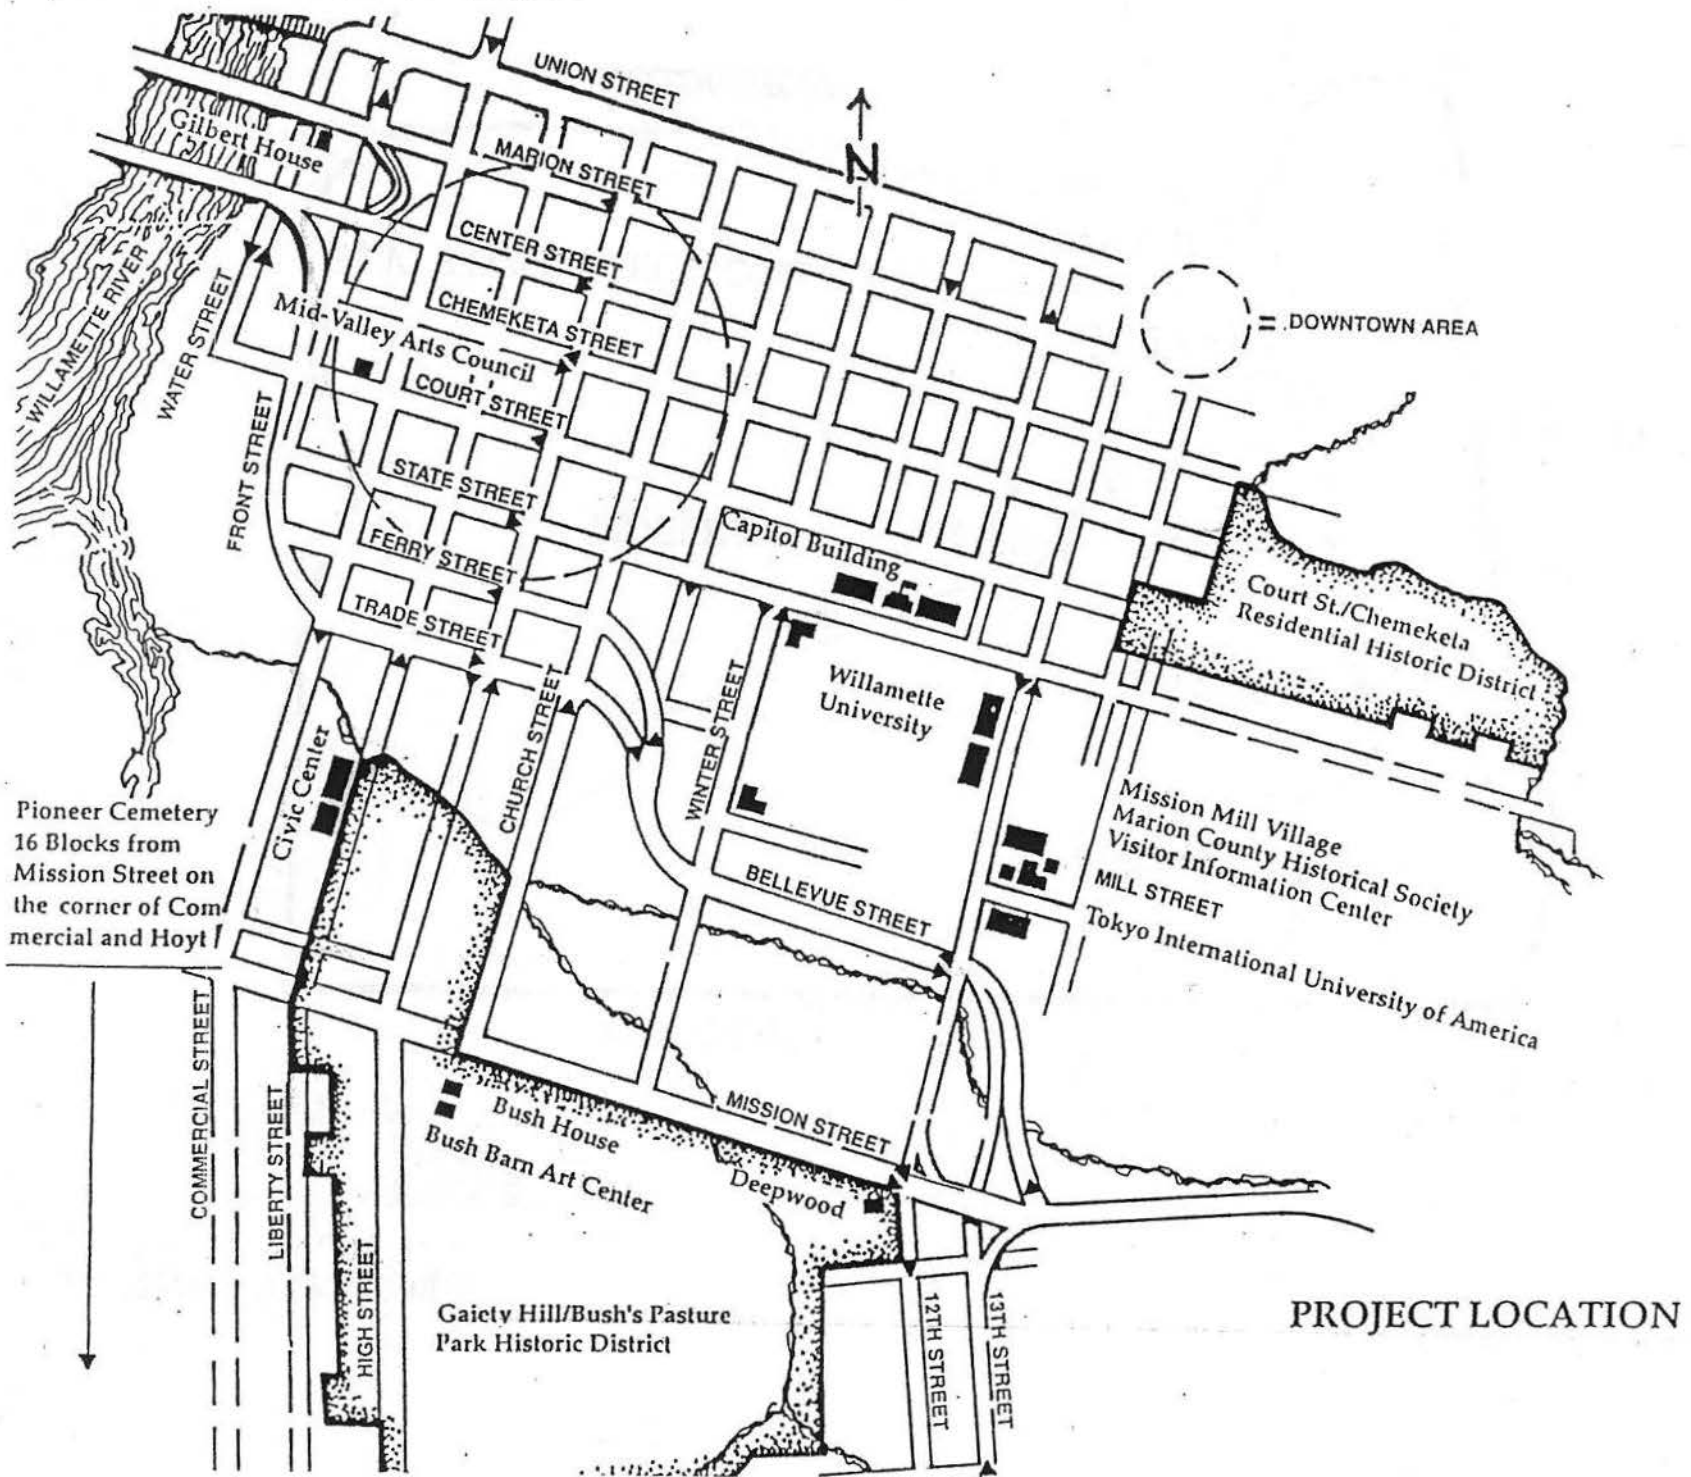 UNION STREET
N
Gilbert House
MARION STREET
CENTER STREET
CHEMEKETA STREET
Mid-Valley Arts Council
COURT STREET
STATE STREET
FERRY STREET
TRADE STREET
WILLAMETTE RIVER
WATER STREET
FRONT STREET
= DOWNTOWN AREA
Capitol Building
Court St./Chemeketa
Residential Historic District
Willamette
University
WINTER STREET
CHURCH STREET
Civic Center
Pioneer Cemetery
16 Blocks from
Mission Street on
the corner of Com
mercial and Hoyt
BELLEVUE STREET
Mission Mill Village
Marion County Historical Society
Visitor Information Center
MILL STREET
Tokyo International University of America
COMMERCIAL STREET
LIBERTY STREET
HIGH STREET
MISSION STREET
Bush House
Bush Barn Art Center
Deepwood
Gaiety Hill/Bush's Pasture
Park Historic District
12TH STREET
13TH STREET
PROJECT LOCATION